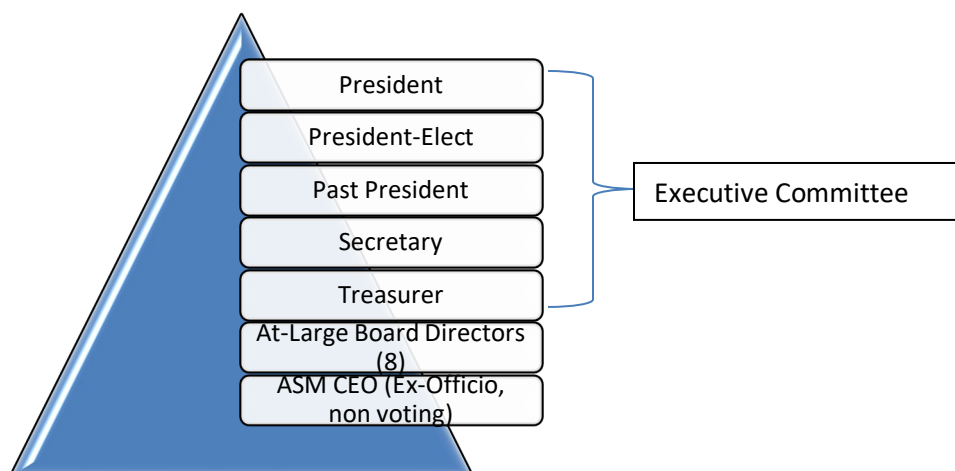 President
President-Elect
Past President
Secretary
Treasurer
At-Large Board Directors
(8)
ASM CEO (Ex-Officio,
non voting)
Executive Committee